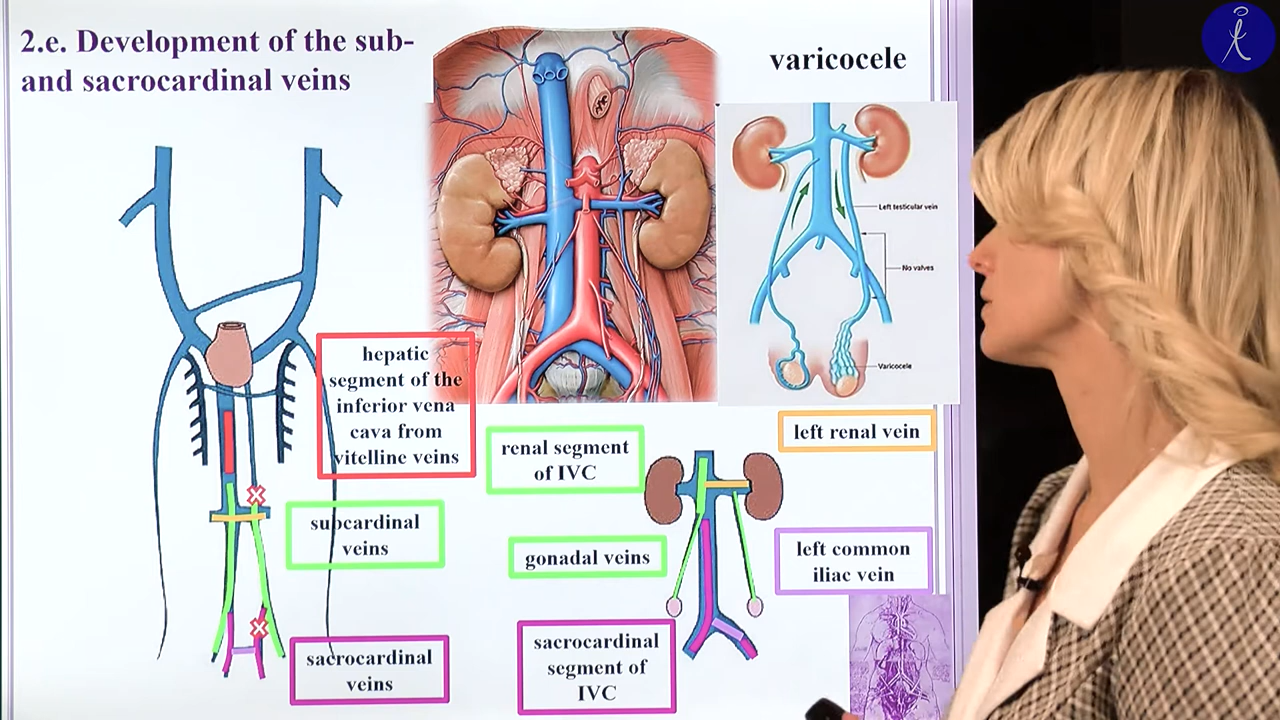 2.e. Development of the sub-
and sacrocardinal veins
varicocele
Left testicular vein
No valves
Varicocele
hepatic
segment of the
inferior vena
cava from
vitelline veins
subcardinal
veins
sacrocardinal
veins
renal segment
of IVC
gonadal veins
sacrocardinal
segment of
IVC
left renal vein
left common
iliac vein